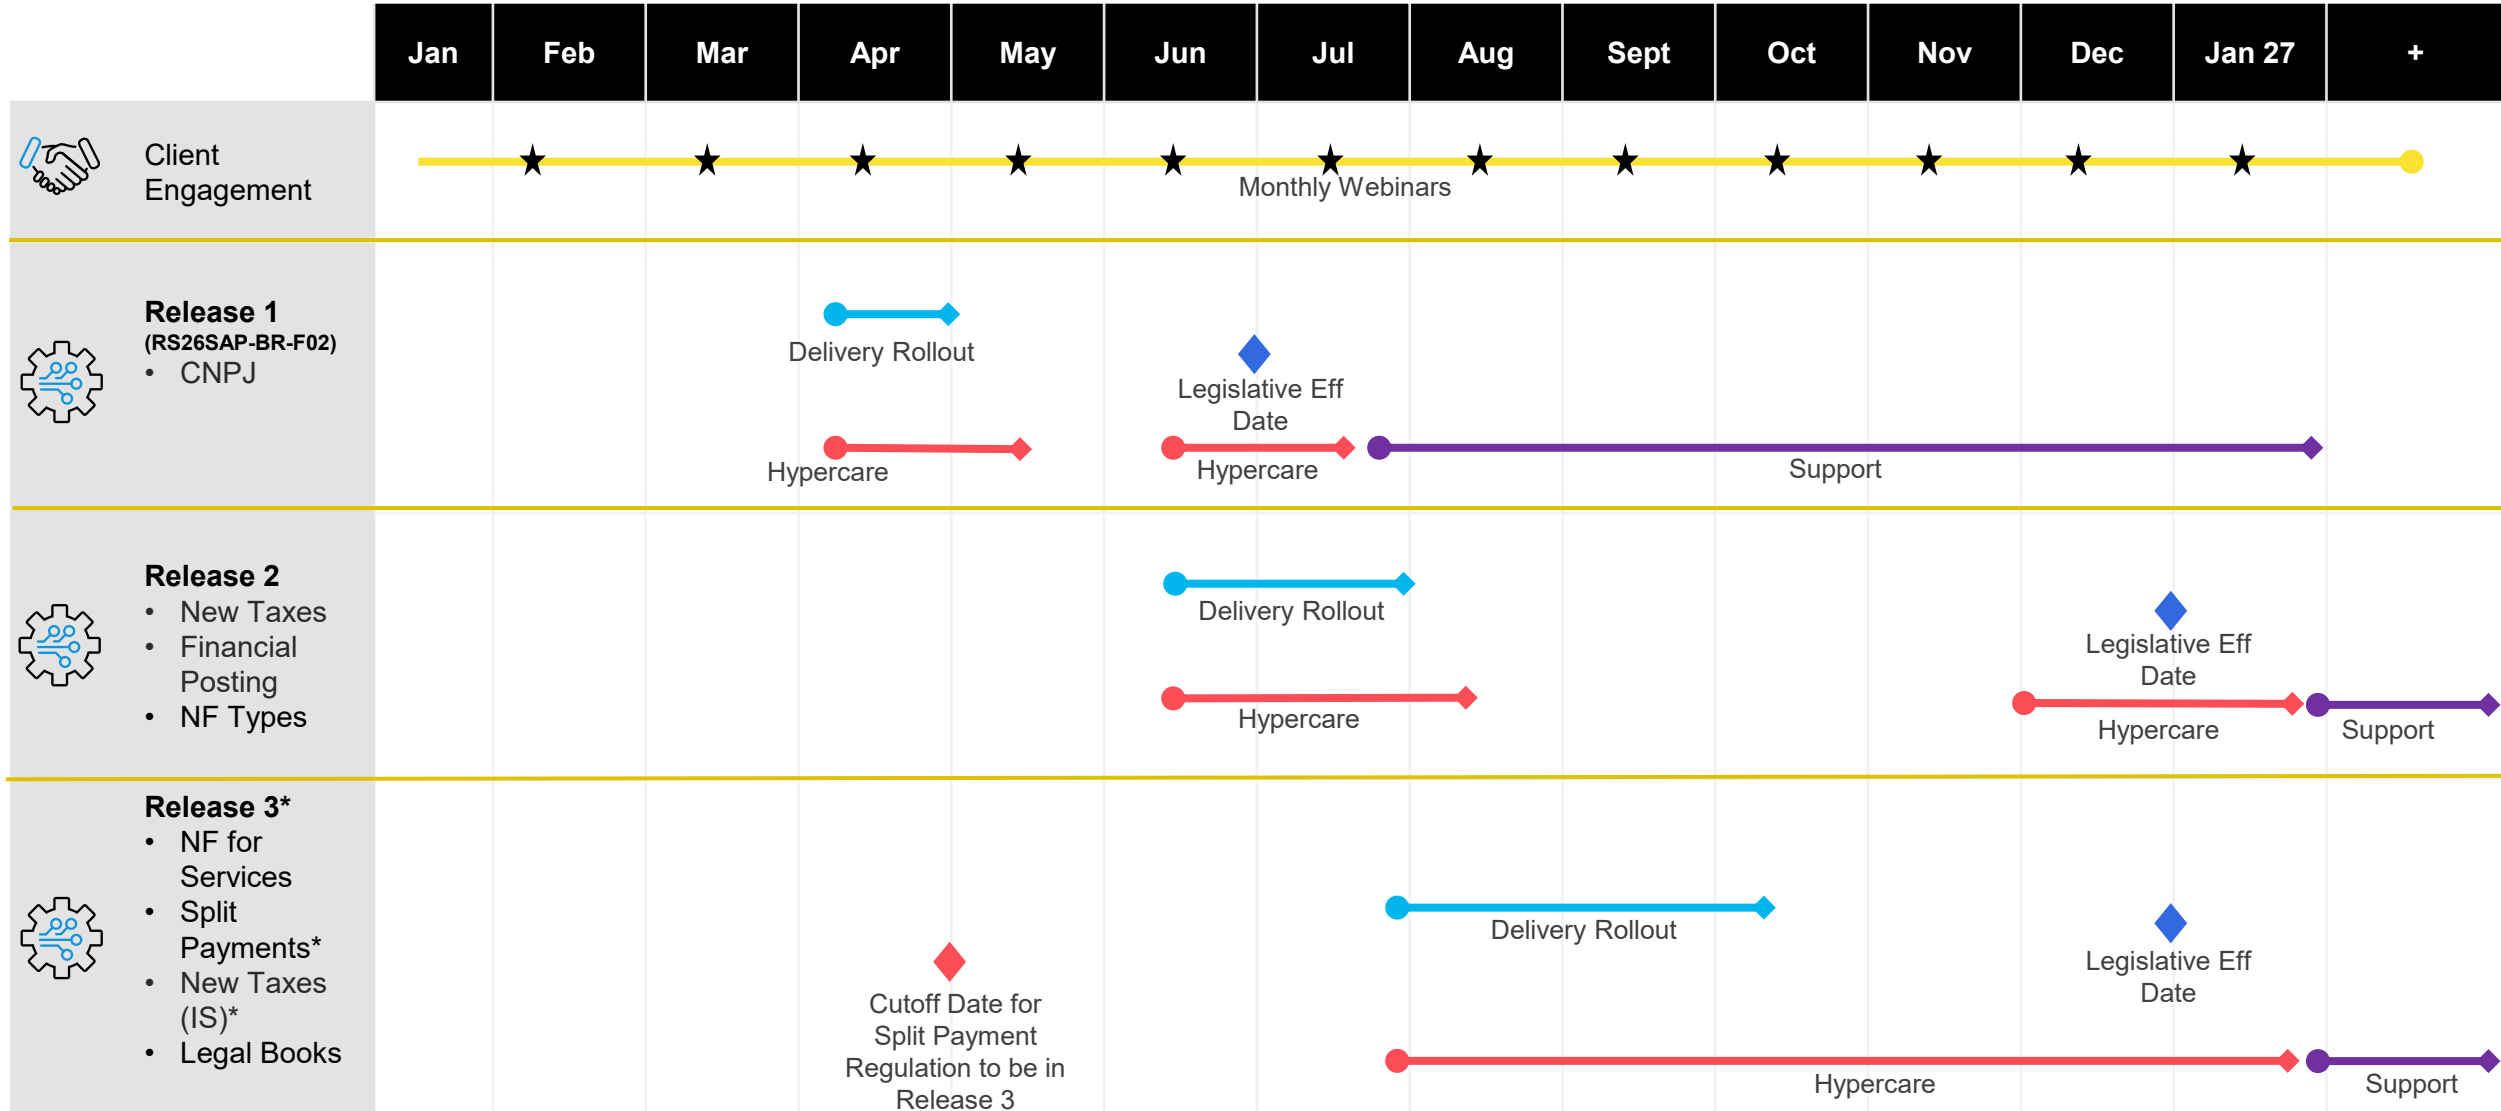 Jan Feb Mar Apr May Jun Jul Aug Sept Oct Nov Dec Jan 27 +
Client
Engagement
Monthly Webinars
Release 1
(RS26SAP-BR-F02)
• CNPJ
Delivery Rollout
Legislative Eff
Date
Hypercare
Hypercare
Support
Release 2
• New Taxes
• Financial
Posting
• NF Types
Delivery Rollout
Legislative Eff
Date
Hypercare
Hypercare
Support
Release 3*
• NF for
Services
• Split
Payments*
• New Taxes
(IS)*
• Legal Books
Delivery Rollout
Legislative Eff
Date
Cutoff Date for
Split Payment
Regulation to be in
Release 3
Hypercare
Support